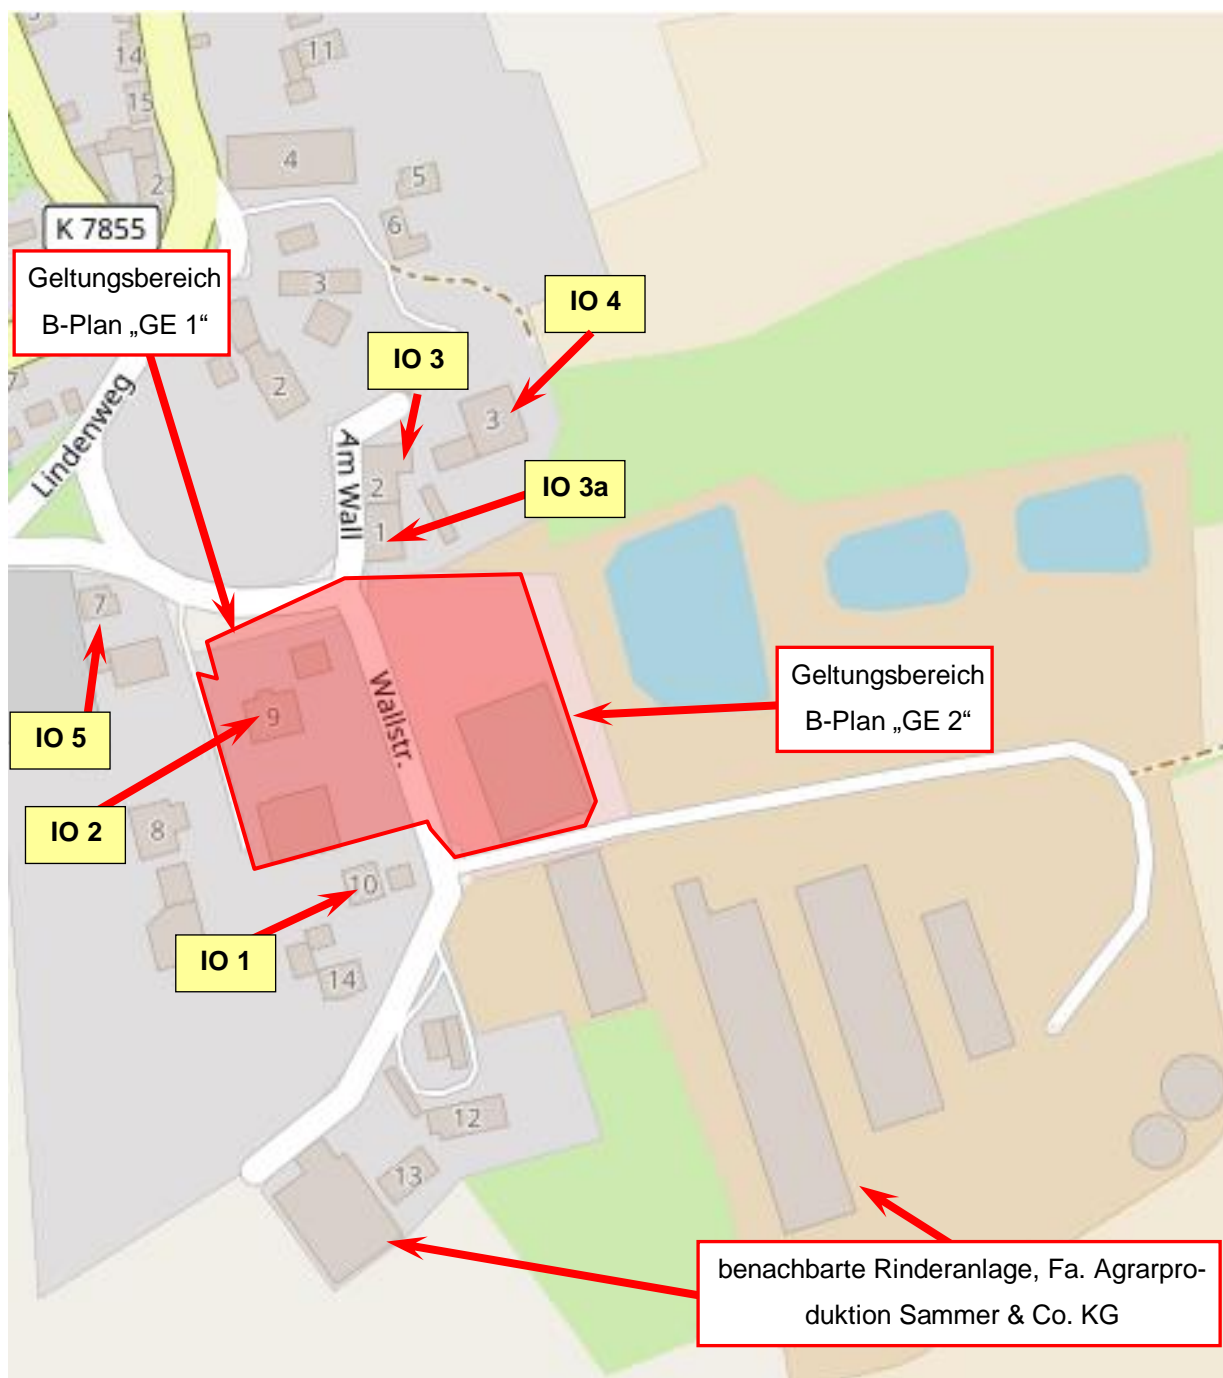 14
11
15
4
2
5
6
K 7855
3
Geltungsbereich
B-Plan „GE 1“
IO 4
IO 3
2
3
Lindenweg
Am Wall
2
IO 3a
1
7
Wallstr.
9
Geltungsbereich
B-Plan „GE 2“
IO 5
IO 2
8
10
IO 1
14
12
13
benachbarte Rinderanlage, Fa. Agrarpro-
duktion Sammer & Co. KG